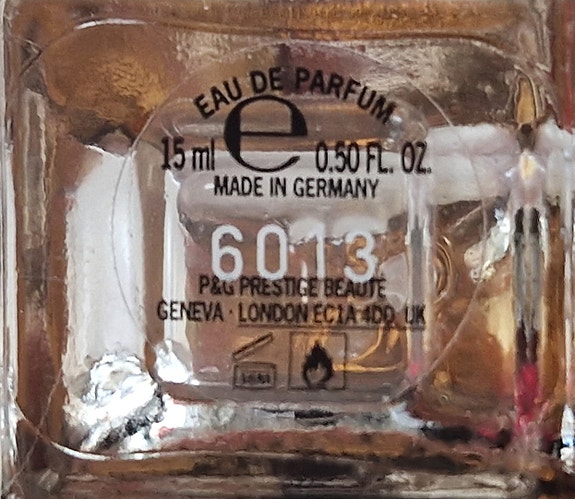 EAU DE PARFUM
15 ml e 0.50 FL. OZ.
MADE IN GERMANY
6013
P&G PRESTIGE BEAUTÉ
GENEVA · LONDON EC1A 4DD, UK